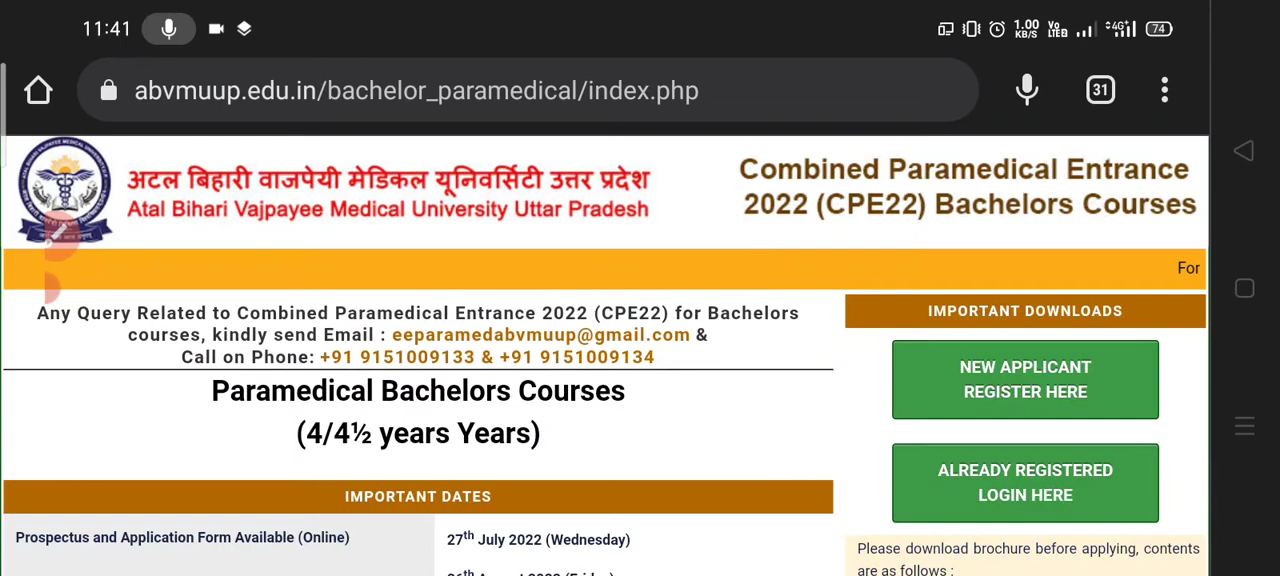 11:41
1.00 KB/S
Vo LTE2
4G+
74
abvmuup.edu.in/bachelor_paramedical/index.php
31
अटल बिहारी वाजपेयी मेडिकल यूनिवर्सिटी उत्तर प्रदेश
Atal Bihari Vajpayee Medical University Uttar Pradesh
Combined Paramedical Entrance
2022 (CPE22) Bachelors Courses
For
Any Query Related to Combined Paramedical Entrance 2022 (CPE22) for Bachelors
courses, kindly send Email : eeparamedabvmuup@gmail.com &
Call on Phone: +91 9151009133 & +91 9151009134
Paramedical Bachelors Courses
(4/4½ years Years)
IMPORTANT DATES
Prospectus and Application Form Available (Online)
27th July 2022 (Wednesday)
IMPORTANT DOWNLOADS
NEW APPLICANT
REGISTER HERE
ALREADY REGISTERED
LOGIN HERE
Please download brochure before applying, contents
are as follows :